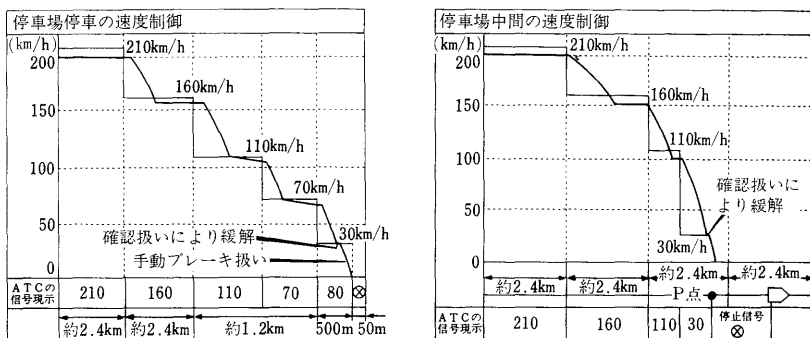 停車場停車の速度制御
(km/h)
210km/h
200
160km/h
150
110km/h
100
70km/h
50
確認扱いにより緩解
30km/h
手動ブレーキ扱い
0
ATCの
信号現示
210
160
110
70
80
⊗
約2.4km
約2.4km
約1.2km
500m
50m
停車場中間の速度制御
(km/h)
210km/h
200
160km/h
150
110km/h
100
確認扱いに
より緩解
50
30km/h
0
約2.4km
約2.4km
約2.4km
約2.4km
P点
ATCの
信号現示
210
160
110
30
停止信号
⊗